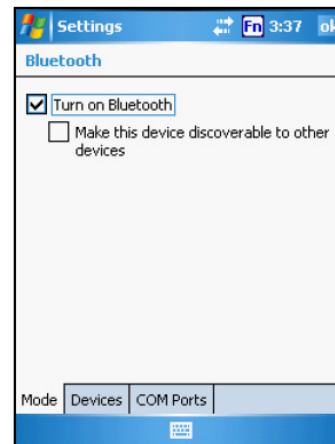 Settings Fn 3:37 ok
Bluetooth
Turn on Bluetooth
Make this device discoverable to other
devices
Mode Devices COM Ports